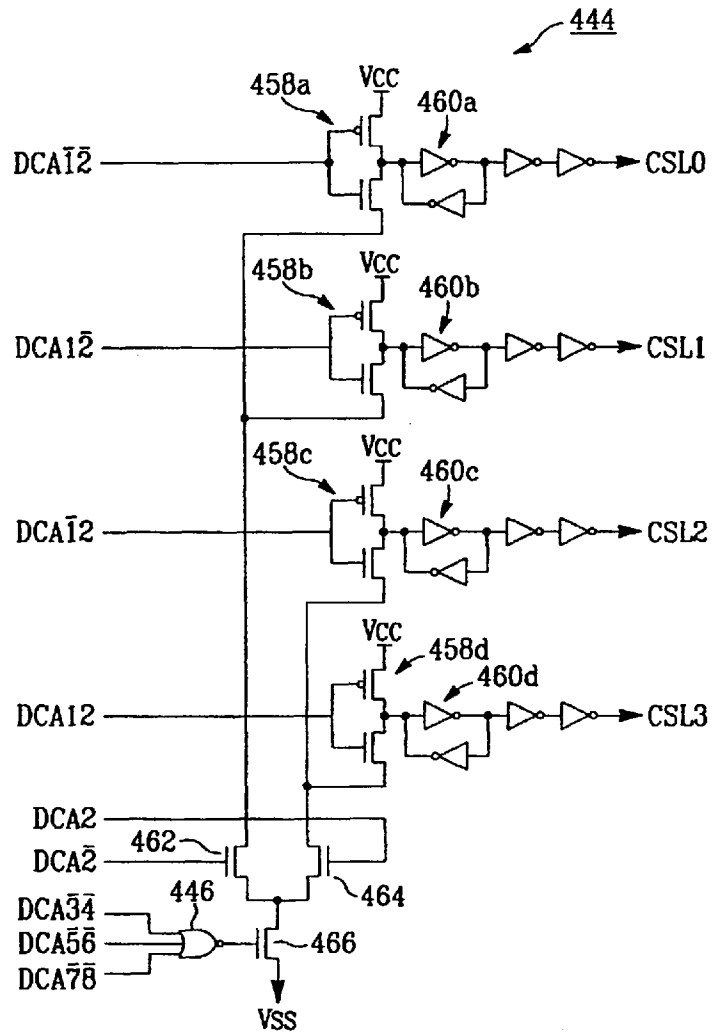 444
VCC
458a
460a
DCA1̅2̅
CSL0
VCC
458b
460b
DCA12̅
CSL1
VCC
458c
460c
DCA1̅2
CSL2
VCC
458d
460d
DCA12
CSL3
DCA2
462
DCA2̅
464
446
DCA3̅4̅
DCA5̅6̅
466
DCA7̅8̅
VSS